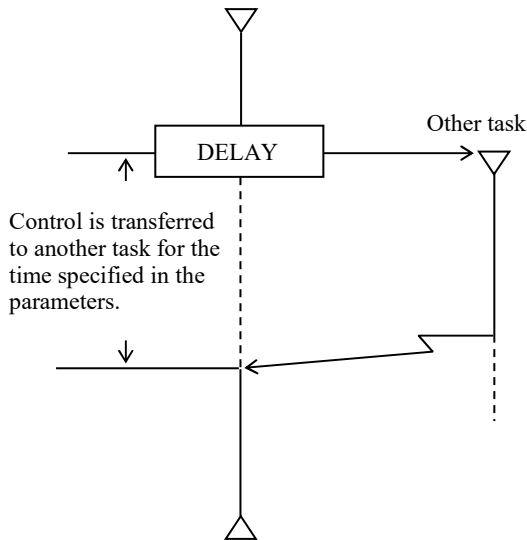 Other task
DELAY
Control is transferred
to another task for the
time specified in the
parameters.